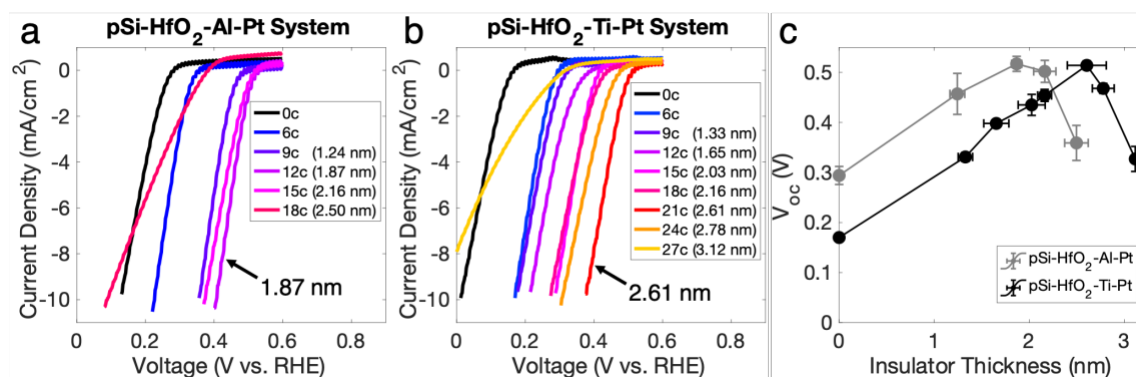 a
pSi-HfO2-Al-Pt System
Current Density (mA/cm2)
0
-2
-4
-6
-8
-10
0c
6c
9c (1.24 nm)
12c (1.87 nm)
15c (2.16 nm)
18c (2.50 nm)
1.87 nm
0 0.2 0.4 0.6 0.8
Voltage (V vs. RHE)
b
pSi-HfO2-Ti-Pt System
Current Density (mA/cm2)
0
-2
-4
-6
-8
-10
0c
6c
9c (1.33 nm)
12c (1.65 nm)
15c (2.03 nm)
18c (2.16 nm)
21c (2.61 nm)
24c (2.78 nm)
27c (3.12 nm)
2.61 nm
0 0.2 0.4 0.6 0.8
Voltage (V vs. RHE)
c
Voc (V)
0.5
0.4
0.3
0.2
0.1
0
pSi-HfO2-Al-Pt
pSi-HfO2-Ti-Pt
0 1 2 3
Insulator Thickness (nm)